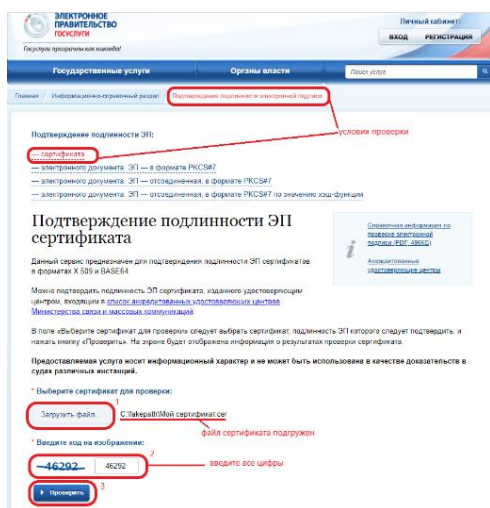 ЭЛЕКТРОННОЕ
ПРАВИТЕЛЬСТВО
ГОСУСЛУГИ
Госуслуги прозрачны как никогда!
Личный кабинет:
ВХОД РЕГИСТРАЦИЯ
Государственные услуги Органы власти Поиск услуг
Главная Информационно-справочный раздел Подтверждение подлинности электронной подписи
условия проверки
Подтверждение подлинности ЭП:
— сертификата
— электронного документа. ЭП — в формате PKCS#7
— электронного документа. ЭП — отсоединенная, в формате PKCS#7
— электронного документа. ЭП — отсоединенная, в формате PKCS#7 по значению хэш-функции
Подтверждение подлинности ЭП
сертификата
Справочная информация по
проверке электронной
подписи (PDF, 496КБ)
Аккредитованные
удостоверяющие центры
Данный сервис предназначен для подтверждения подлинности ЭП сертификатов
в форматах X.509 и BASE64.
Можно подтвердить подлинность ЭП сертификата, изданного удостоверяющим
центром, входящим в список аккредитованных удостоверяющих центров
Министерства связи и массовых коммуникаций.
В поле «Выберите сертификат для проверки» следует выбрать сертификат, подлинность ЭП которого следует подтвердить, и
нажать кнопку «Проверить». На экране будет отображена информация о результатах проверки сертификата.
Предоставляемая услуга носит информационный характер и не может быть использована в качестве доказательств в
судах различных инстанций.
* Выберите сертификат для проверки:
1
Загрузить файл... C:\fakepath\Мой сертификат.cer
файл сертификата подгружен
* Введите код на изображении:
2
46292 46292 введите все цифры
Проверить 3